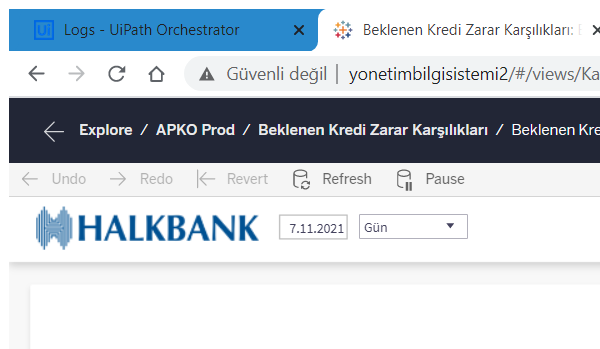 Ui Logs - UiPath Orchestrator Beklenen Kredi Zarar Karşılıkları:
Güvenli değil | yonetimbilgisistemi2/#/views/Ka
Explore / APKO Prod / Beklenen Kredi Zarar Karşılıkları / Beklenen Kre
Undo Redo Revert Refresh Pause
HALKBANK 7.11.2021 Gün